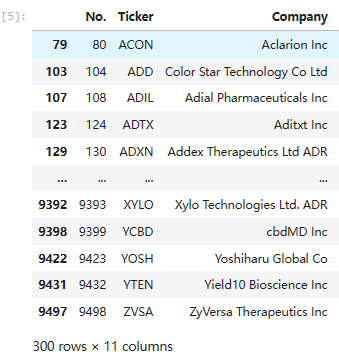 [5]:
No. Ticker Company
79 80 ACON Aclarion Inc
103 104 ADD Color Star Technology Co Ltd
107 108 ADIL Adial Pharmaceuticals Inc
123 124 ADTX Aditxt Inc
129 130 ADXN Addex Therapeutics Ltd ADR
... ... ... ...
9392 9393 XYLO Xylo Technologies Ltd. ADR
9398 9399 YCBD cbdMD Inc
9422 9423 YOSH Yoshiharu Global Co
9431 9432 YTEN Yield10 Bioscience Inc
9497 9498 ZVSA ZyVersa Therapeutics Inc
300 rows × 11 columns